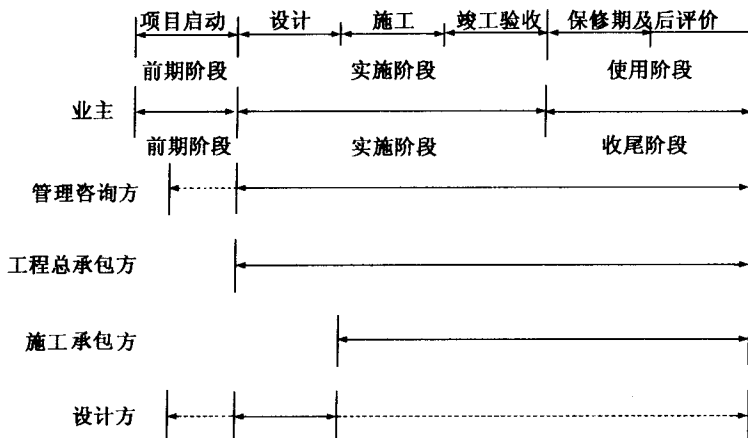 项目启动 设计 施工 竣工验收 保修期及后评价
前期阶段 实施阶段 使用阶段
业主
前期阶段 实施阶段 收尾阶段
管理咨询方
工程总承包方
施工承包方
设计方